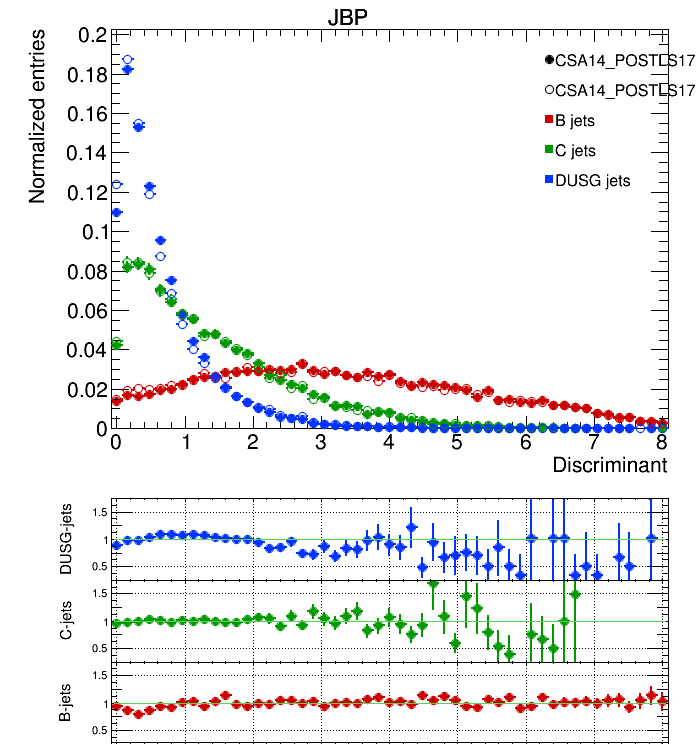 JBP
Normalized entries
0.2
0.18
0.16
0.14
0.12
0.1
0.08
0.06
0.04
0.02
0
CSA14_POSTLS17
CSA14_POSTLS17
B jets
C jets
DUSG jets
0 1 2 3 4 5 6 7 8
Discriminant
DUSG-jets
1.5
1
0.5
C-jets
1.5
1
0.5
B-jets
1.5
1
0.5